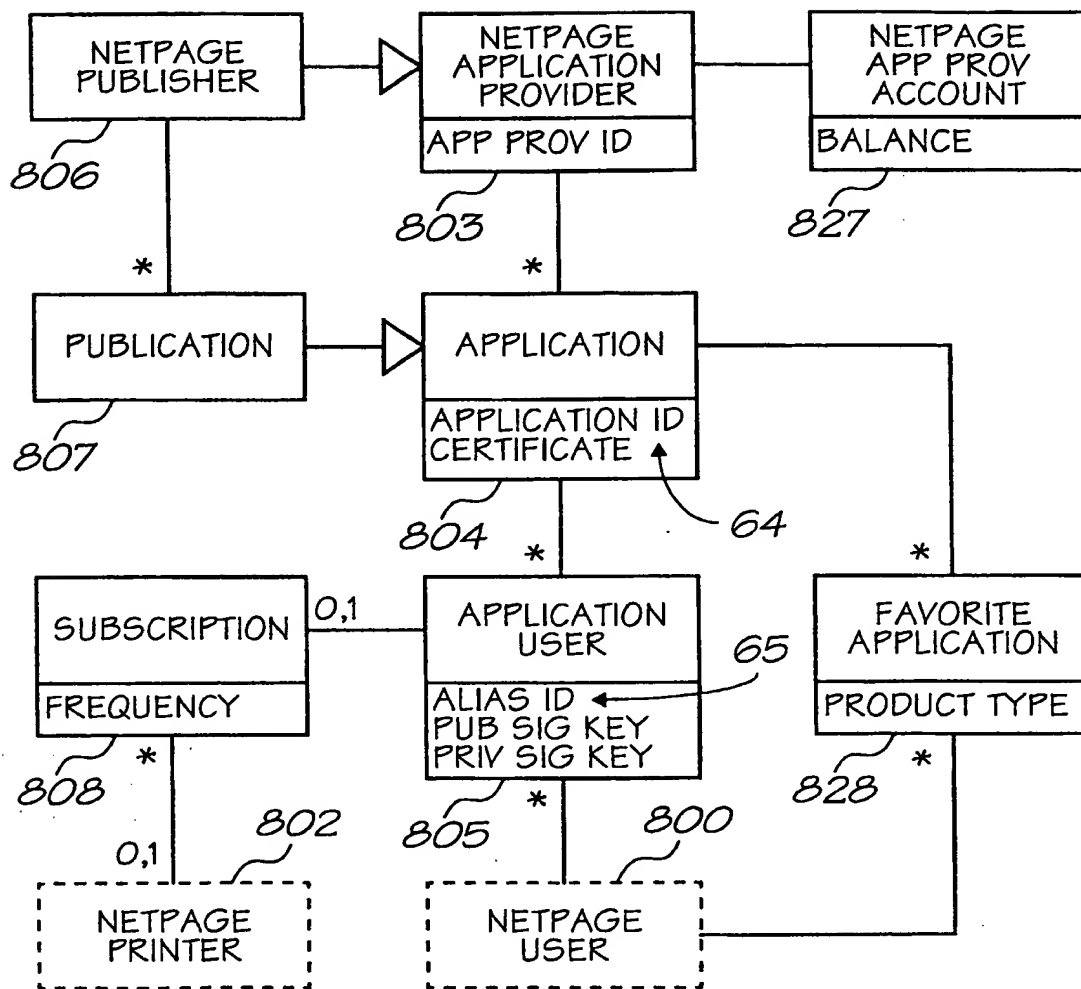 NETPAGE
PUBLISHER
NETPAGE
APPLICATION
PROVIDER
APP PROV ID
NETPAGE
APP PROV
ACCOUNT
BALANCE
806
803
827
*
*
PUBLICATION
APPLICATION
APPLICATION ID
CERTIFICATE
807
804
64
*
*
SUBSCRIPTION
FREQUENCY
0,1
APPLICATION
USER
ALIAS ID
PUB SIG KEY
PRIV SIG KEY
65
FAVORITE
APPLICATION
PRODUCT TYPE
808
*
805
*
828
*
802
800
0,1
NETPAGE
PRINTER
NETPAGE
USER